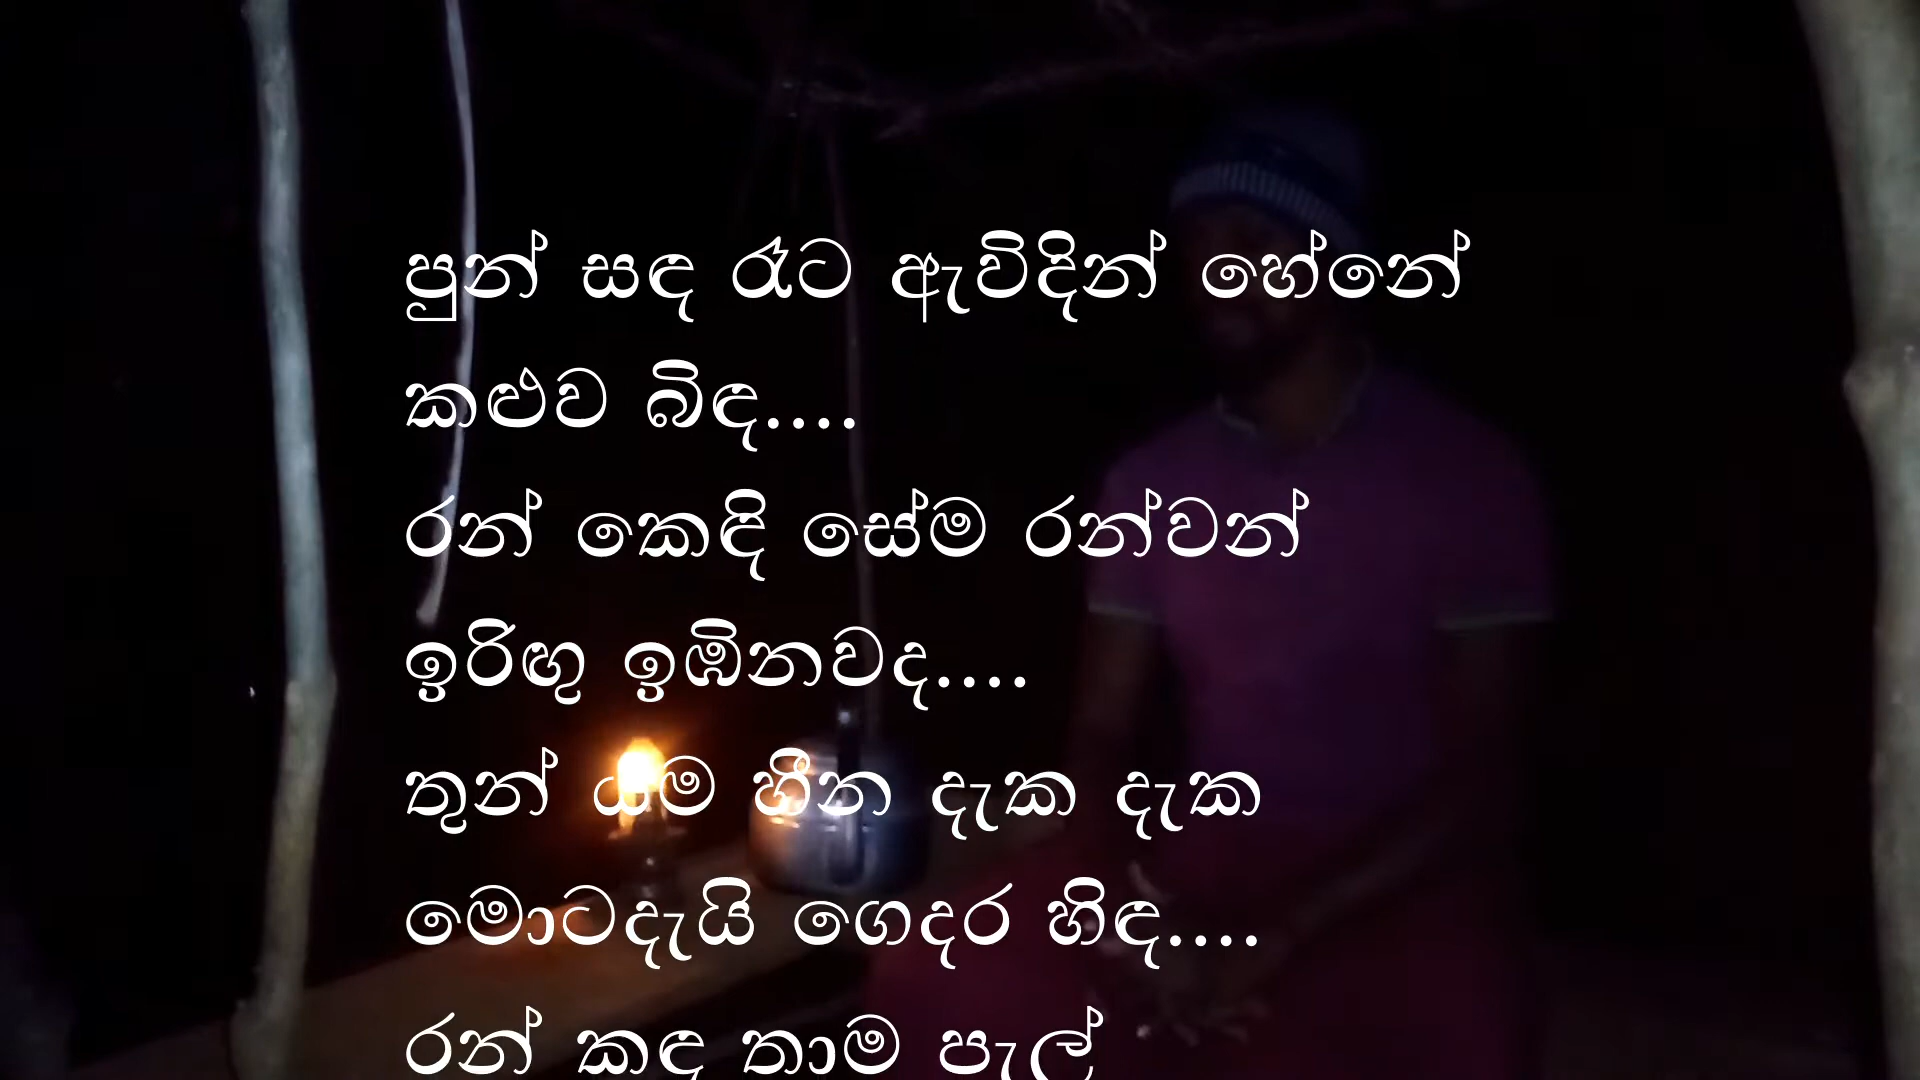 පුන් සඳ රෑට ඇවිදින් හේනේ
කළුව බිඳ....
රන් කෙඳි සේම රන්වන්
ඉරිඟු ඉඹිනවද....
තුන් යම හීන දැක දැක
මොටදැයි ගෙදර හිඳ....
රන් කඳ තාම පැල්